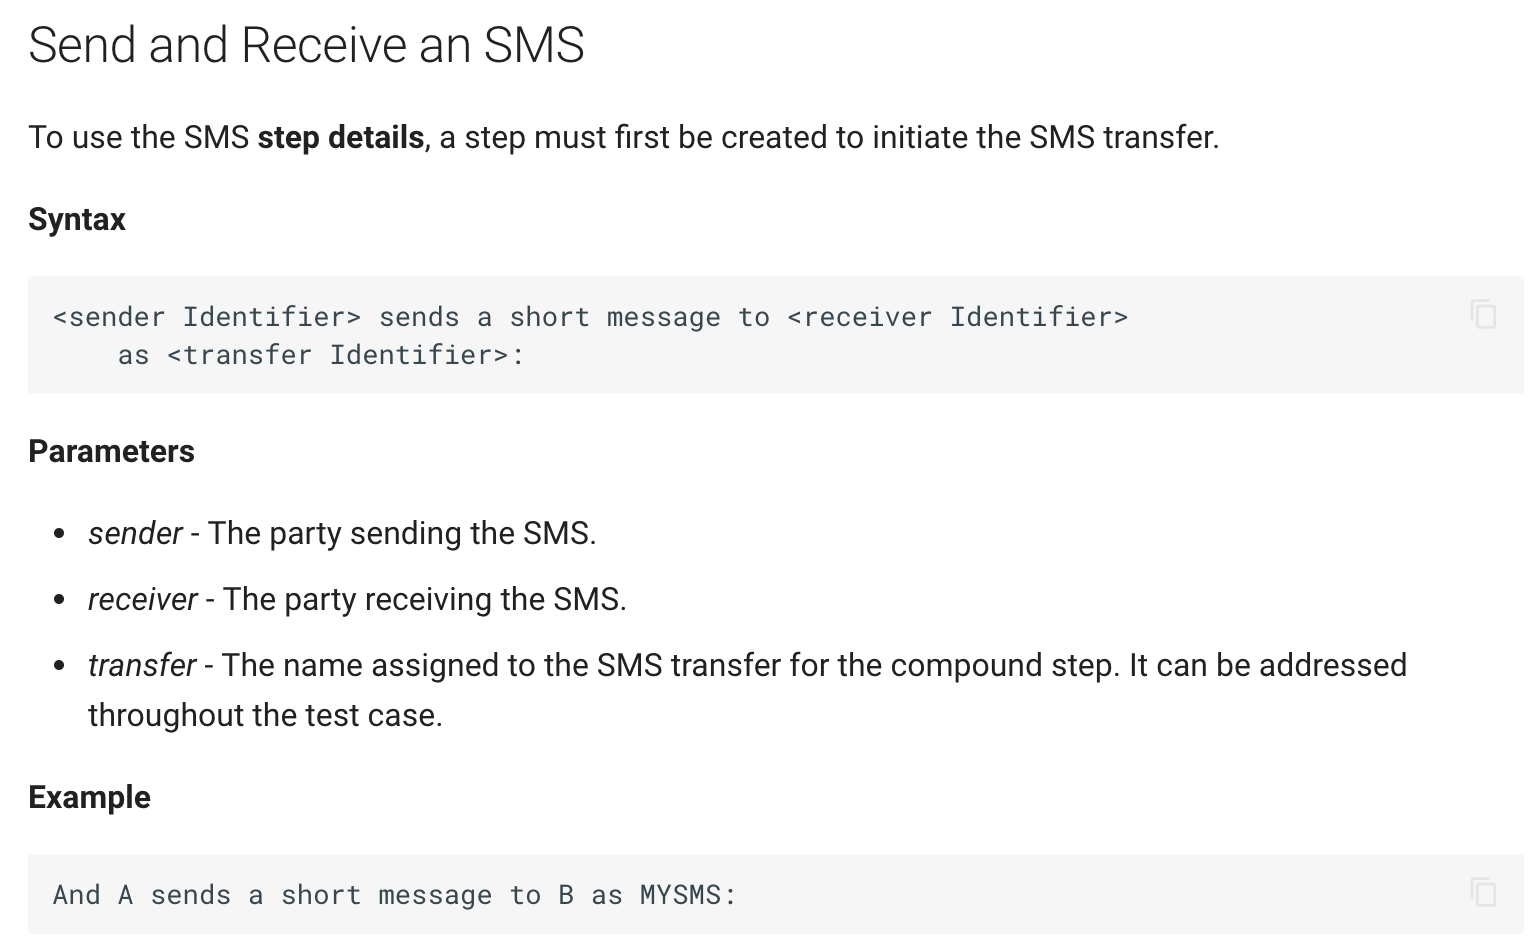 Send and Receive an SMS
To use the SMS step details, a step must first be created to initiate the SMS transfer.
Syntax
<sender Identifier> sends a short message to <receiver Identifier>
    as <transfer Identifier>:
Parameters
• sender - The party sending the SMS.
• receiver - The party receiving the SMS.
• transfer - The name assigned to the SMS transfer for the compound step. It can be addressed
throughout the test case.
Example
And A sends a short message to B as MYSMS: